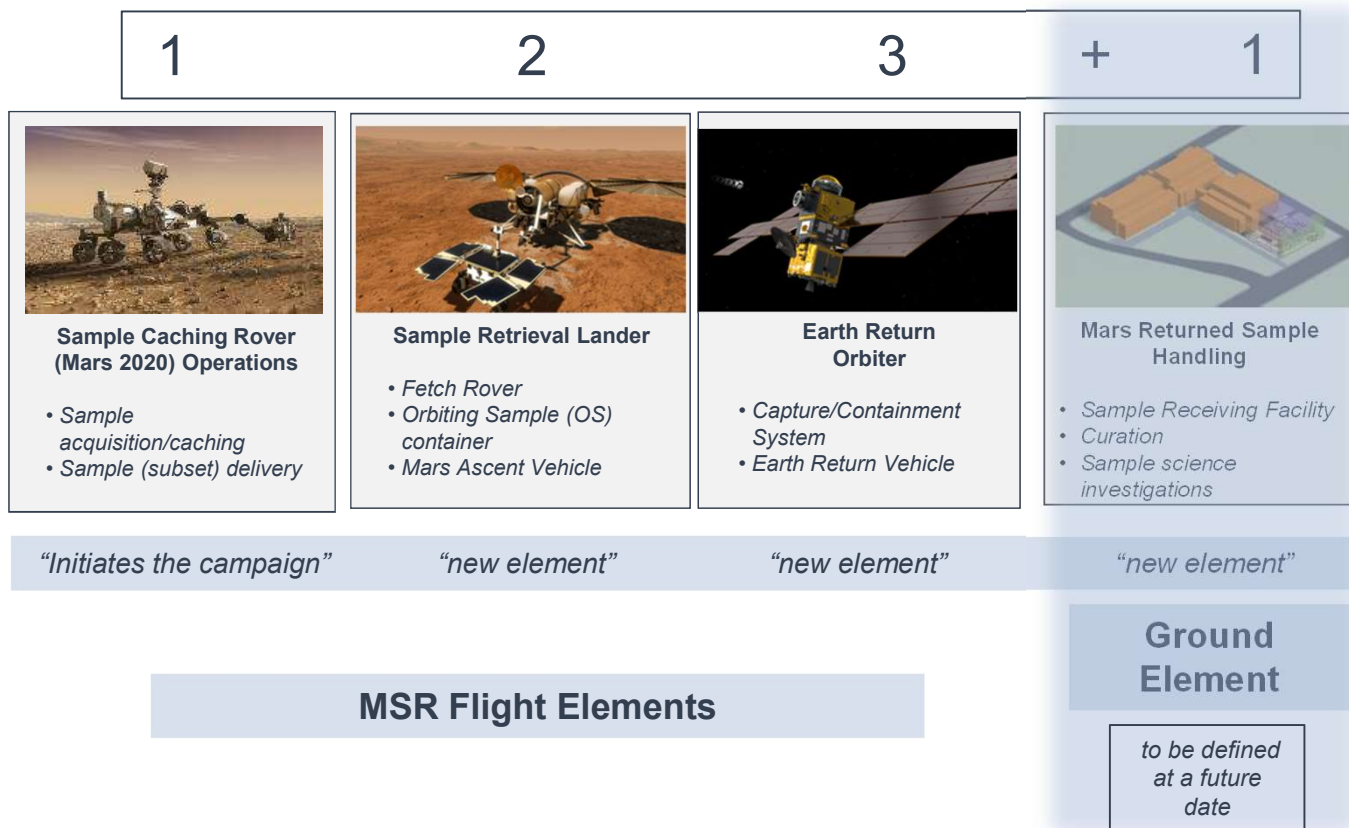 1 2 3 + 1
Sample Caching Rover
(Mars 2020) Operations
• Sample
acquisition/caching
• Sample (subset) delivery
Sample Retrieval Lander
• Fetch Rover
• Orbiting Sample (OS)
container
• Mars Ascent Vehicle
Earth Return
Orbiter
• Capture/Containment
System
• Earth Return Vehicle
Mars Returned Sample
Handling
• Sample Receiving Facility
• Curation
• Sample science
investigations
“Initiates the campaign” “new element” “new element” “new element”
MSR Flight Elements
Ground
Element
to be defined
at a future
date